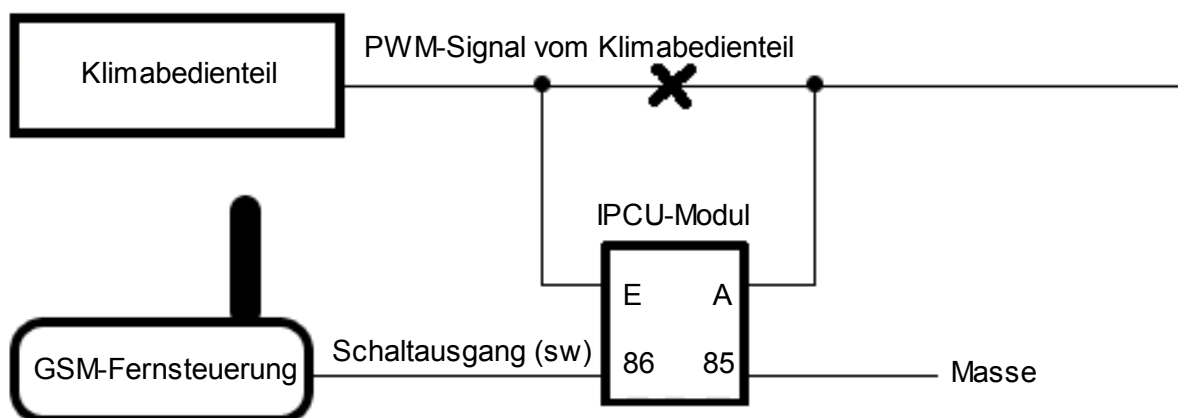 PWM-Signal vom Klimabedienteil
Klimabedienteil
IPCU-Modul
E A
GSM-Fernsteuerung
Schaltausgang (sw)
86 85
Masse